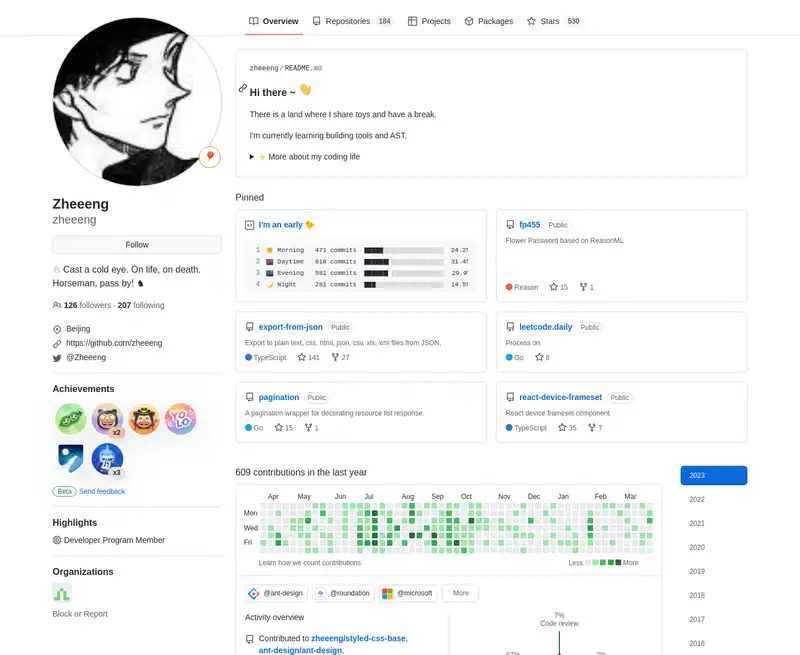 Overview
Repositories 184
Projects
Packages
Stars 530
Zheeeng
zheeeng
Follow
Cast a cold eye. On life, on death.
Horseman, pass by!
126 followers · 207 following
Beijing
https://github.com/zheeeng
@Zheeeng
Achievements
YOLO
x2
x3
Beta Send feedback
Highlights
Developer Program Member
Organizations
Block or Report
zheeeng/README.md
Hi there ~
There is a land where I share toys and have a break.
I'm currently learning building tools and AST.
More about my coding life
Pinned
I'm an early
1 Morning 471 commits 24.2%
2 Daytime 610 commits 31.4%
3 Evening 581 commits 29.9%
4 Night 281 commits 14.5%
fp455 Public
Flower Password based on ReasonML
Reason 15 1
export-from-json Public
Export to plain text, css, html, json, csv, xls, xml files from JSON.
TypeScript 141 27
leetcode.daily Public
Process on.
Go 8
pagination Public
A pagination wrapper for decorating resource list response.
Go 15 1
react-device-frameset Public
React device frameset component
TypeScript 35 7
609 contributions in the last year
Apr May Jun Jul Aug Sep Oct Nov Dec Jan Feb Mar
Mon
Wed
Fri
Learn how we count contributions
Less More
@ant-design
@roundation
@microsoft
More
Activity overview
Contributed to zheeeng/styled-css-base,
ant-design/ant-design,
7%
Code review
2023
2022
2021
2020
2019
2018
2017
2016